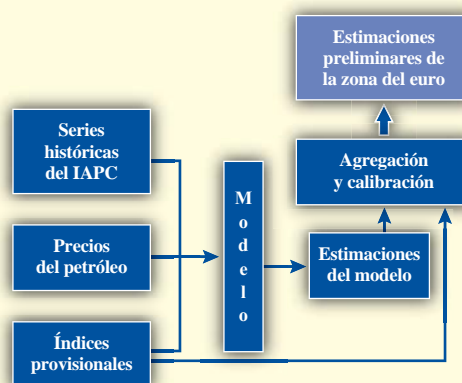 Estimaciones
preliminares de
la zona del euro
Series
históricas
del IAPC
Agregación
y calibración
M
o
d
e
l
o
Precios
del petróleo
Estimaciones
del modelo
Índices
provisionales